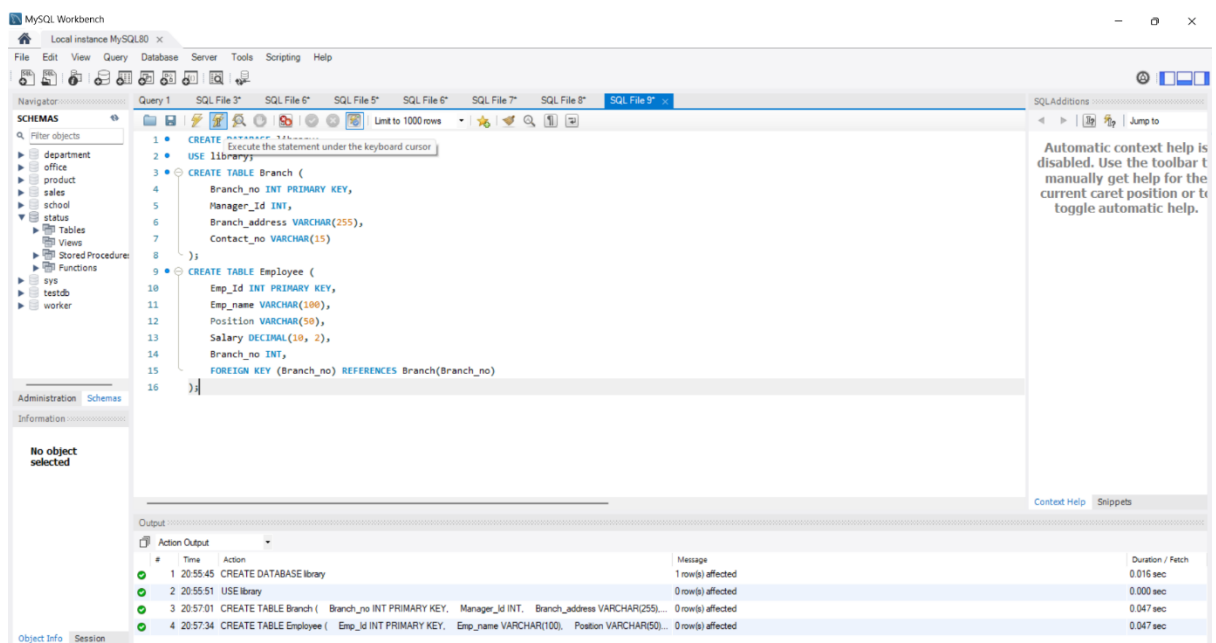 MySQL Workbench
Local instance MySQL80 ×
File Edit View Query Database Server Tools Scripting Help
Navigator
SCHEMAS
Filter objects
department
office
product
sales
school
status
Tables
Views
Stored Procedures
Functions
sys
testdb
worker
Administration Schemas
Information
No object
selected
Object Info Session
Query 1 SQL File 3* SQL File 6* SQL File 5* SQL File 6* SQL File 7* SQL File 8* SQL File 9* ×
Limit to 1000 rows
Execute the statement under the keyboard cursor
1 CREATE DATABASE library;
2 USE library;
3 CREATE TABLE Branch (
4 Branch_no INT PRIMARY KEY,
5 Manager_Id INT,
6 Branch_address VARCHAR(255),
7 Contact_no VARCHAR(15)
8 );
9 CREATE TABLE Employee (
10 Emp_Id INT PRIMARY KEY,
11 Emp_name VARCHAR(100),
12 Position VARCHAR(50),
13 Salary DECIMAL(10, 2),
14 Branch_no INT,
15 FOREIGN KEY (Branch_no) REFERENCES Branch(Branch_no)
16 );
SQLAdditions
Jump to
Automatic context help is
disabled. Use the toolbar t
manually get help for the
current caret position or to
toggle automatic help.
Context Help Snippets
Output
Action Output
# Time Action Message Duration / Fetch
1 20:55:45 CREATE DATABASE library 1 row(s) affected 0.016 sec
2 20:55:51 USE library 0 row(s) affected 0.000 sec
3 20:57:01 CREATE TABLE Branch ( Branch_no INT PRIMARY KEY, Manager_Id INT, Branch_address VARCHAR(255),... 0 row(s) affected 0.047 sec
4 20:57:34 CREATE TABLE Employee ( Emp_Id INT PRIMARY KEY, Emp_name VARCHAR(100), Position VARCHAR(50)... 0 row(s) affected 0.047 sec